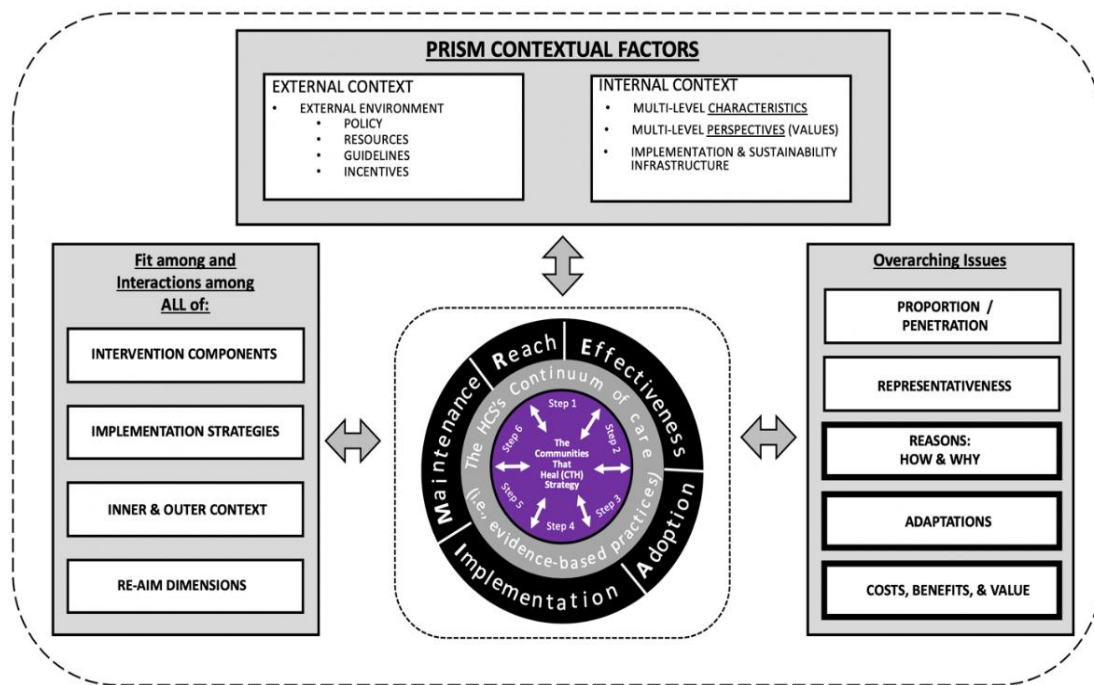 PRISM CONTEXTUAL FACTORS
EXTERNAL CONTEXT
• EXTERNAL ENVIRONMENT
• POLICY
• RESOURCES
• GUIDELINES
• INCENTIVES
INTERNAL CONTEXT
• MULTI-LEVEL CHARACTERISTICS
• MULTI-LEVEL PERSPECTIVES (VALUES)
• IMPLEMENTATION & SUSTAINABILITY
INFRASTRUCTURE
Fit among and
Interactions among
ALL of:
INTERVENTION COMPONENTS
IMPLEMENTATION STRATEGIES
INNER & OUTER CONTEXT
RE-AIM DIMENSIONS
Reach
Effectiveness
Adoption
Implementation
Maintenance
The HCS's Continuum of care
(i.e., evidence-based practices)
Step 1
Step 2
Step 3
Step 4
Step 5
Step 6
The
Communities
That
Heal (CTH)
Strategy
Overarching Issues
PROPORTION /
PENETRATION
REPRESENTATIVENESS
REASONS:
HOW & WHY
ADAPTATIONS
COSTS, BENEFITS, & VALUE